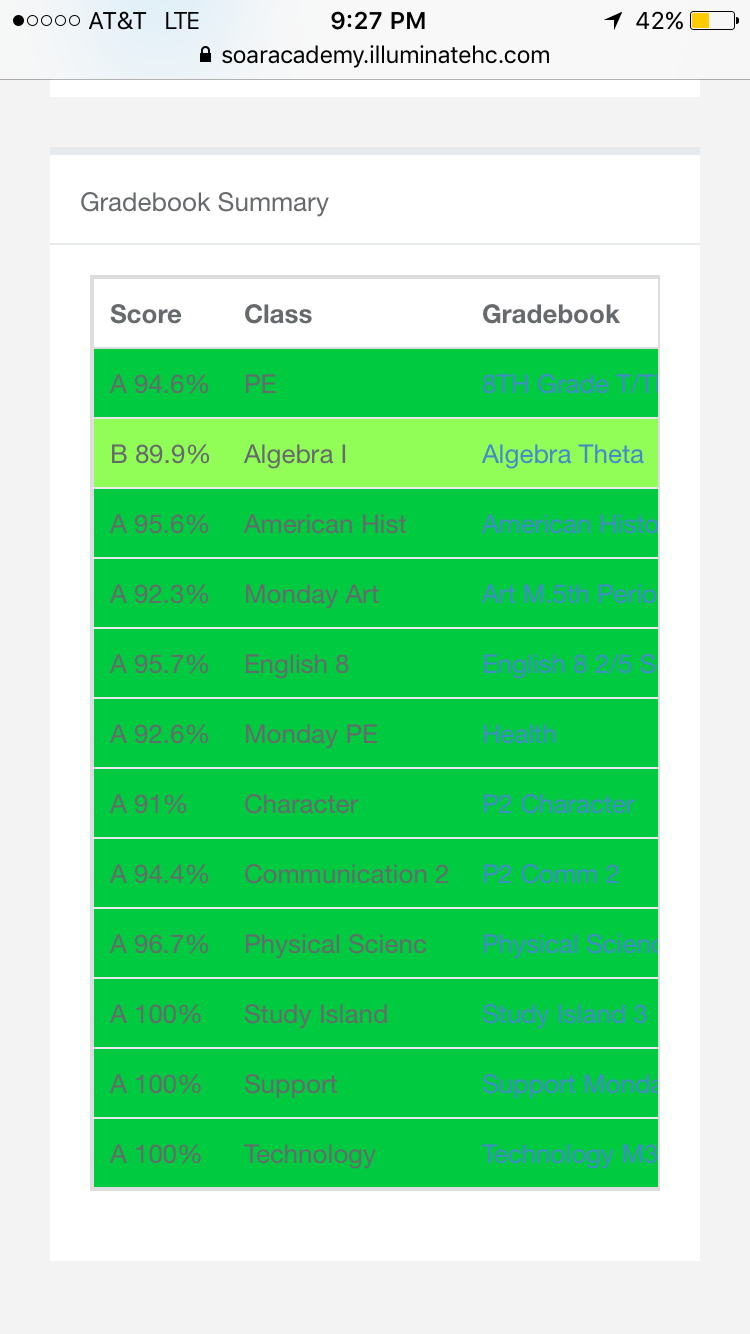 AT&T LTE 9:27 PM 42%
soaracademy.illuminatehc.com
Gradebook Summary
Score Class Gradebook
A 94.6% PE 8TH Grade T/T
B 89.9% Algebra I Algebra Theta
A 95.6% American Hist American Histo
A 92.3% Monday Art Art M.5th Perio
A 95.7% English 8 English 8 2/5 S
A 92.6% Monday PE Health
A 91% Character P2 Character
A 94.4% Communication 2 P2 Comm 2
A 96.7% Physical Scienc Physical Scienc
A 100% Study Island Study Island 3
A 100% Support Support Monda
A 100% Technology Technology M3